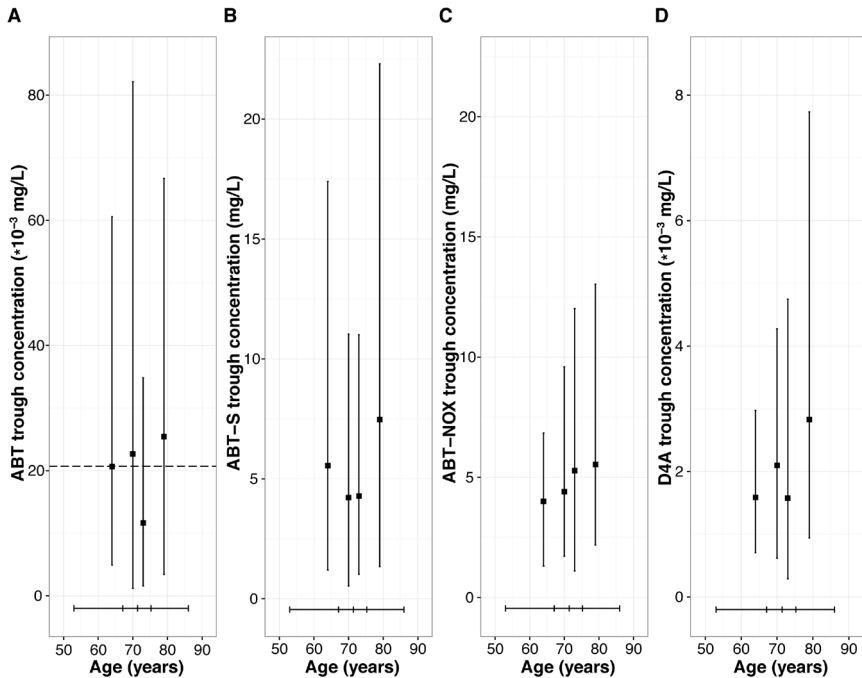 A
B
C
D
ABT trough concentration (*10−3 mg/L)
80
60
40
20
0
50 60 70 80 90
Age (years)
ABT−S trough concentration (mg/L)
20
15
10
5
0
50 60 70 80 90
Age (years)
ABT−NOX trough concentration (mg/L)
20
15
10
5
0
50 60 70 80 90
Age (years)
D4A trough concentration (*10−3 mg/L)
8
6
4
2
0
50 60 70 80 90
Age (years)